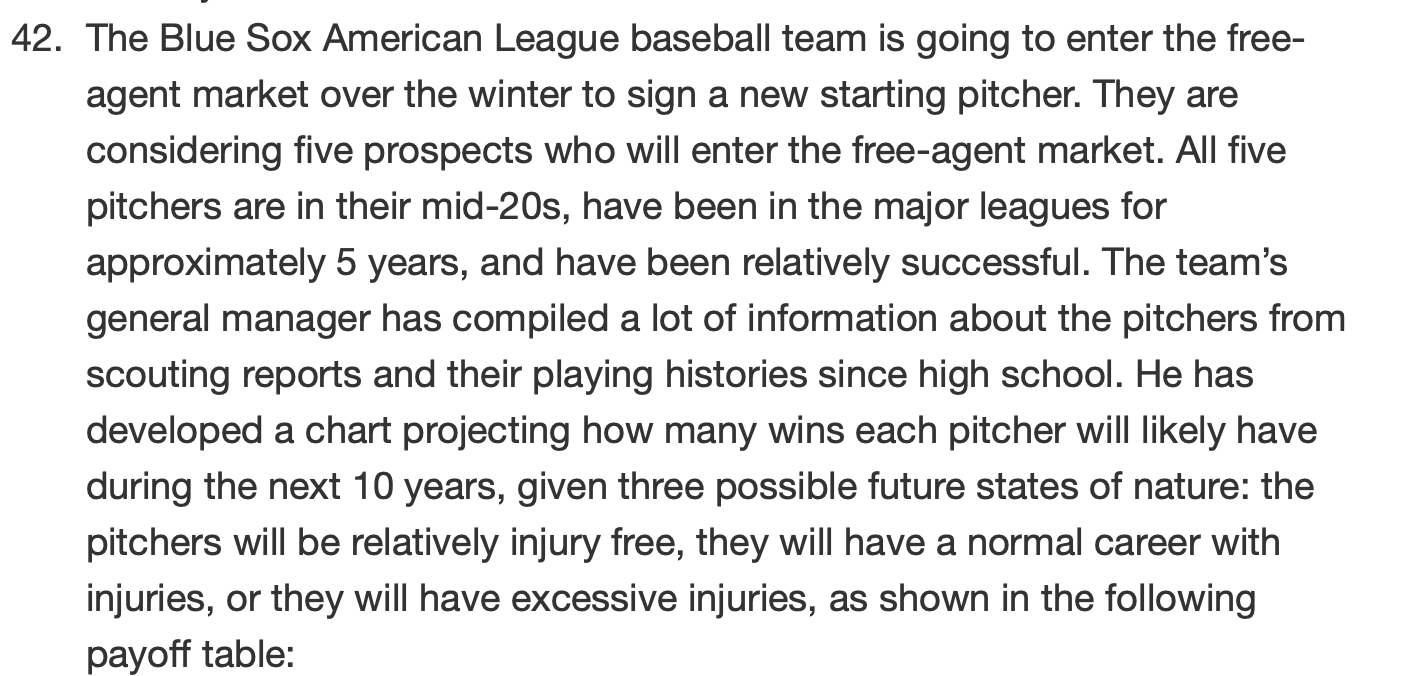 42. The Blue Sox American League baseball team is going to enter the free-
agent market over the winter to sign a new starting pitcher. They are
considering five prospects who will enter the free-agent market. All five
pitchers are in their mid-20s, have been in the major leagues for
approximately 5 years, and have been relatively successful. The team’s
general manager has compiled a lot of information about the pitchers from
scouting reports and their playing histories since high school. He has
developed a chart projecting how many wins each pitcher will likely have
during the next 10 years, given three possible future states of nature: the
pitchers will be relatively injury free, they will have a normal career with
injuries, or they will have excessive injuries, as shown in the following
payoff table: